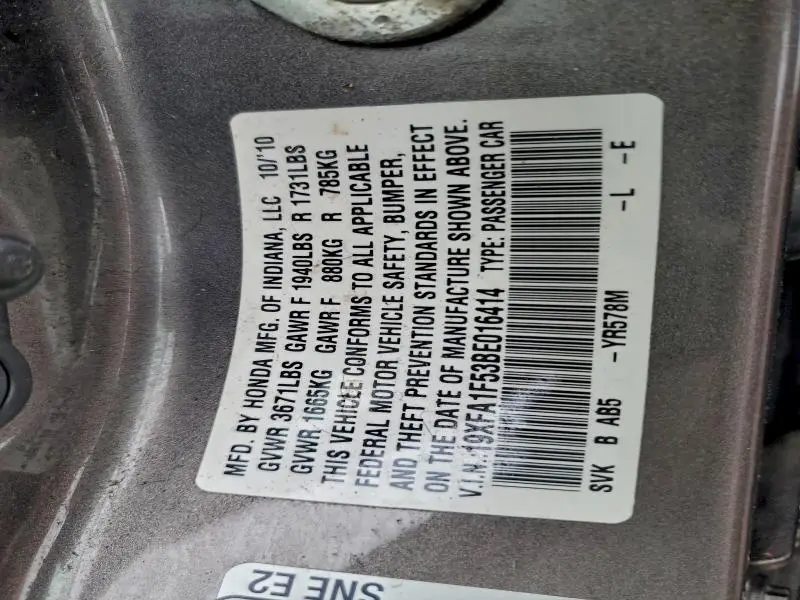 MFD. BY HONDA MFG. OF INDIANA, LLC 10/'10
GVWR 3671LBS GAWR F 1940LBS R 1731LBS
GVWR 1665KG GAWR F 880KG R 785KG
THIS VEHICLE CONFORMS TO ALL APPLICABLE
FEDERAL MOTOR VEHICLE SAFETY, BUMPER,
AND THEFT PREVENTION STANDARDS IN EFFECT
ON THE DATE OF MANUFACTURE SHOWN ABOVE.
V.I.N.:19XFA1F53BE016414 TYPE: PASSENGER CAR
SVK B AB5 -YR578M -L -E
SNE E2